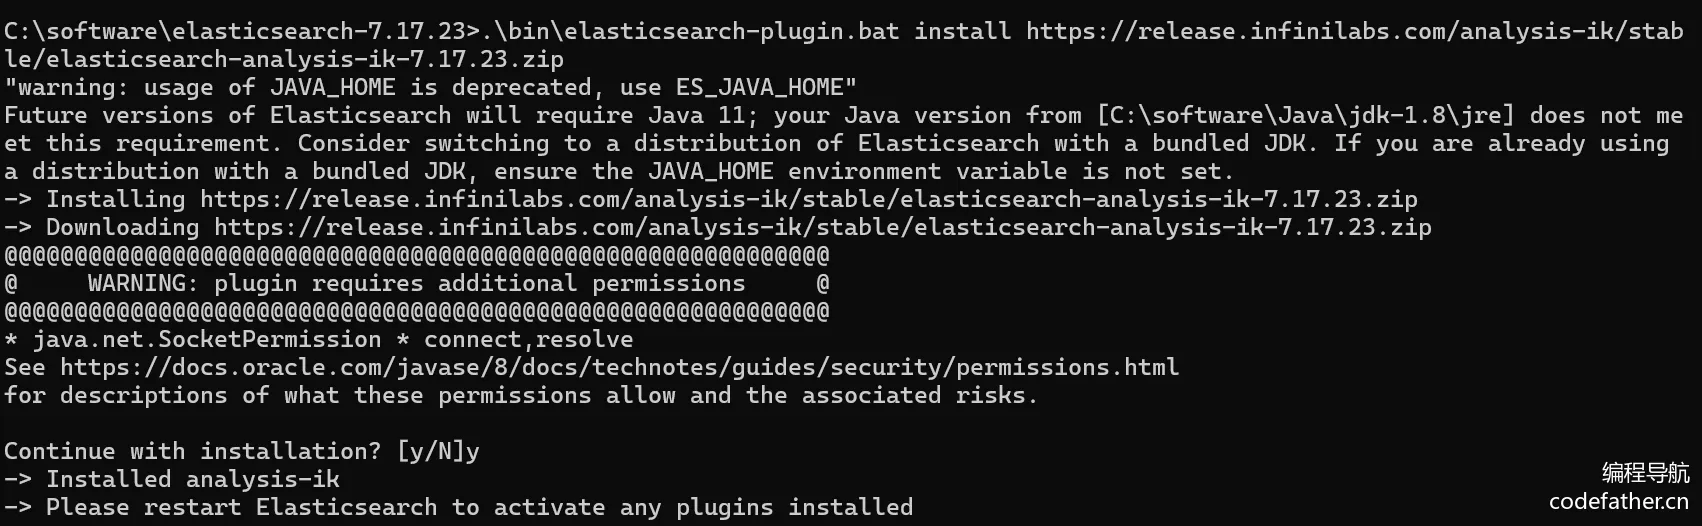 C:\software\elasticsearch-7.17.23>.\bin\elasticsearch-plugin.bat install https://release.infinilabs.com/analysis-ik/stab
le/elasticsearch-analysis-ik-7.17.23.zip
"warning: usage of JAVA_HOME is deprecated, use ES_JAVA_HOME"
Future versions of Elasticsearch will require Java 11; your Java version from [C:\software\Java\jdk-1.8\jre] does not me
et this requirement. Consider switching to a distribution of Elasticsearch with a bundled JDK. If you are already using
a distribution with a bundled JDK, ensure the JAVA_HOME environment variable is not set.
-> Installing https://release.infinilabs.com/analysis-ik/stable/elasticsearch-analysis-ik-7.17.23.zip
-> Downloading https://release.infinilabs.com/analysis-ik/stable/elasticsearch-analysis-ik-7.17.23.zip
@@@@@@@@@@@@@@@@@@@@@@@@@@@@@@@@@@@@@@@@@@@@@@@@@@@@@@@@@@@
@     WARNING: plugin requires additional permissions     @
@@@@@@@@@@@@@@@@@@@@@@@@@@@@@@@@@@@@@@@@@@@@@@@@@@@@@@@@@@@
* java.net.SocketPermission * connect,resolve
See https://docs.oracle.com/javase/8/docs/technotes/guides/security/permissions.html
for descriptions of what these permissions allow and the associated risks.
Continue with installation? [y/N]y
-> Installed analysis-ik
-> Please restart Elasticsearch to activate any plugins installed
编程导航
codefather.cn